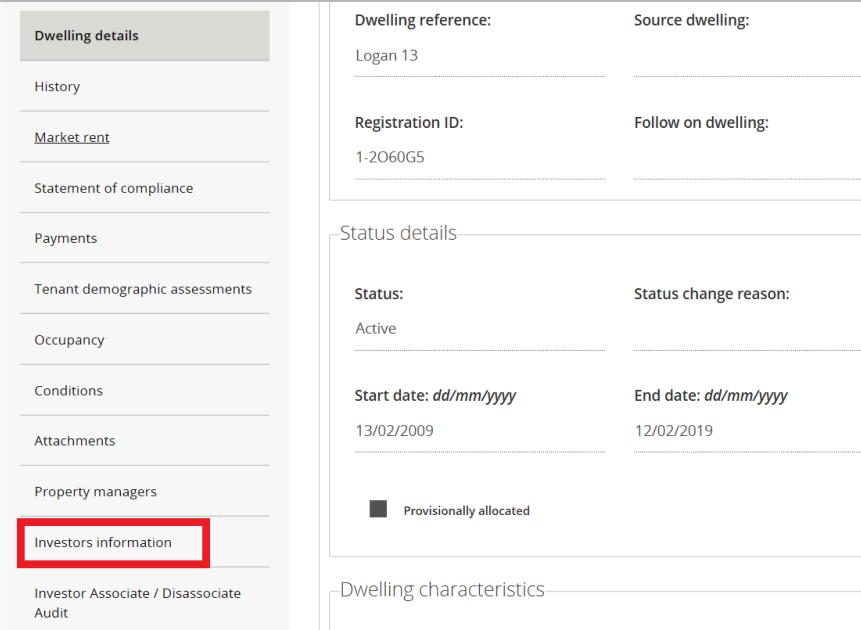 Dwelling details
History
Market rent
Statement of compliance
Payments
Tenant demographic assessments
Occupancy
Conditions
Attachments
Property managers
Investors information
Investor Associate / Disassociate
Audit
Dwelling reference:
Source dwelling:
Logan 13
Registration ID:
Follow on dwelling:
1-2O60G5
Status details
Status:
Status change reason:
Active
Start date: dd/mm/yyyy
End date: dd/mm/yyyy
13/02/2009
12/02/2019
Provisionally allocated
Dwelling characteristics